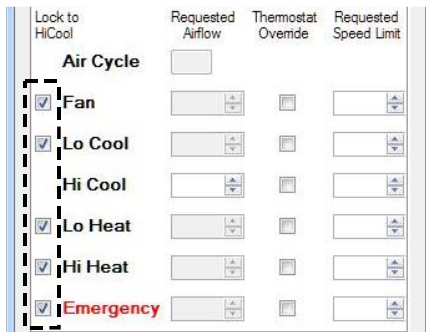 Lock to HiCool
Requested Airflow
Thermostat Override
Requested Speed Limit
Air Cycle
Fan
Lo Cool
Hi Cool
Lo Heat
Hi Heat
Emergency